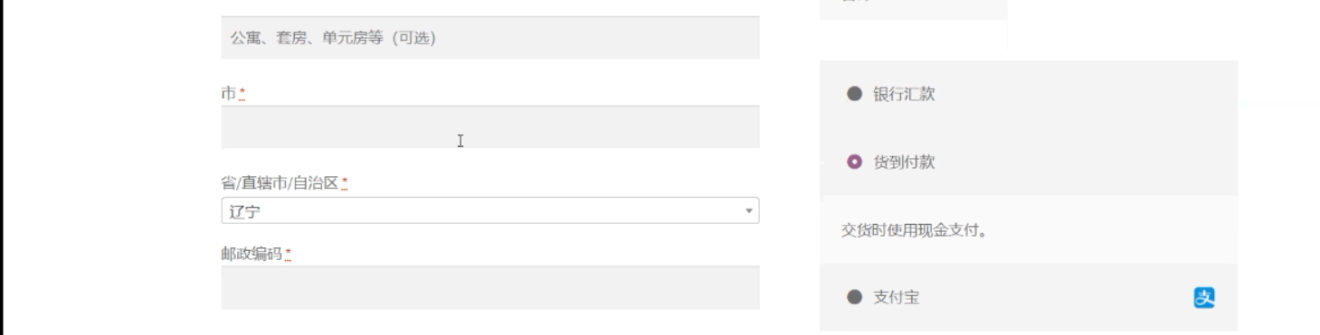 公寓、套房、单元房等（可选）
市 *
省/直辖市/自治区 *
辽宁
邮政编码 *
银行汇款
货到付款
交货时使用现金支付。
支付宝
支